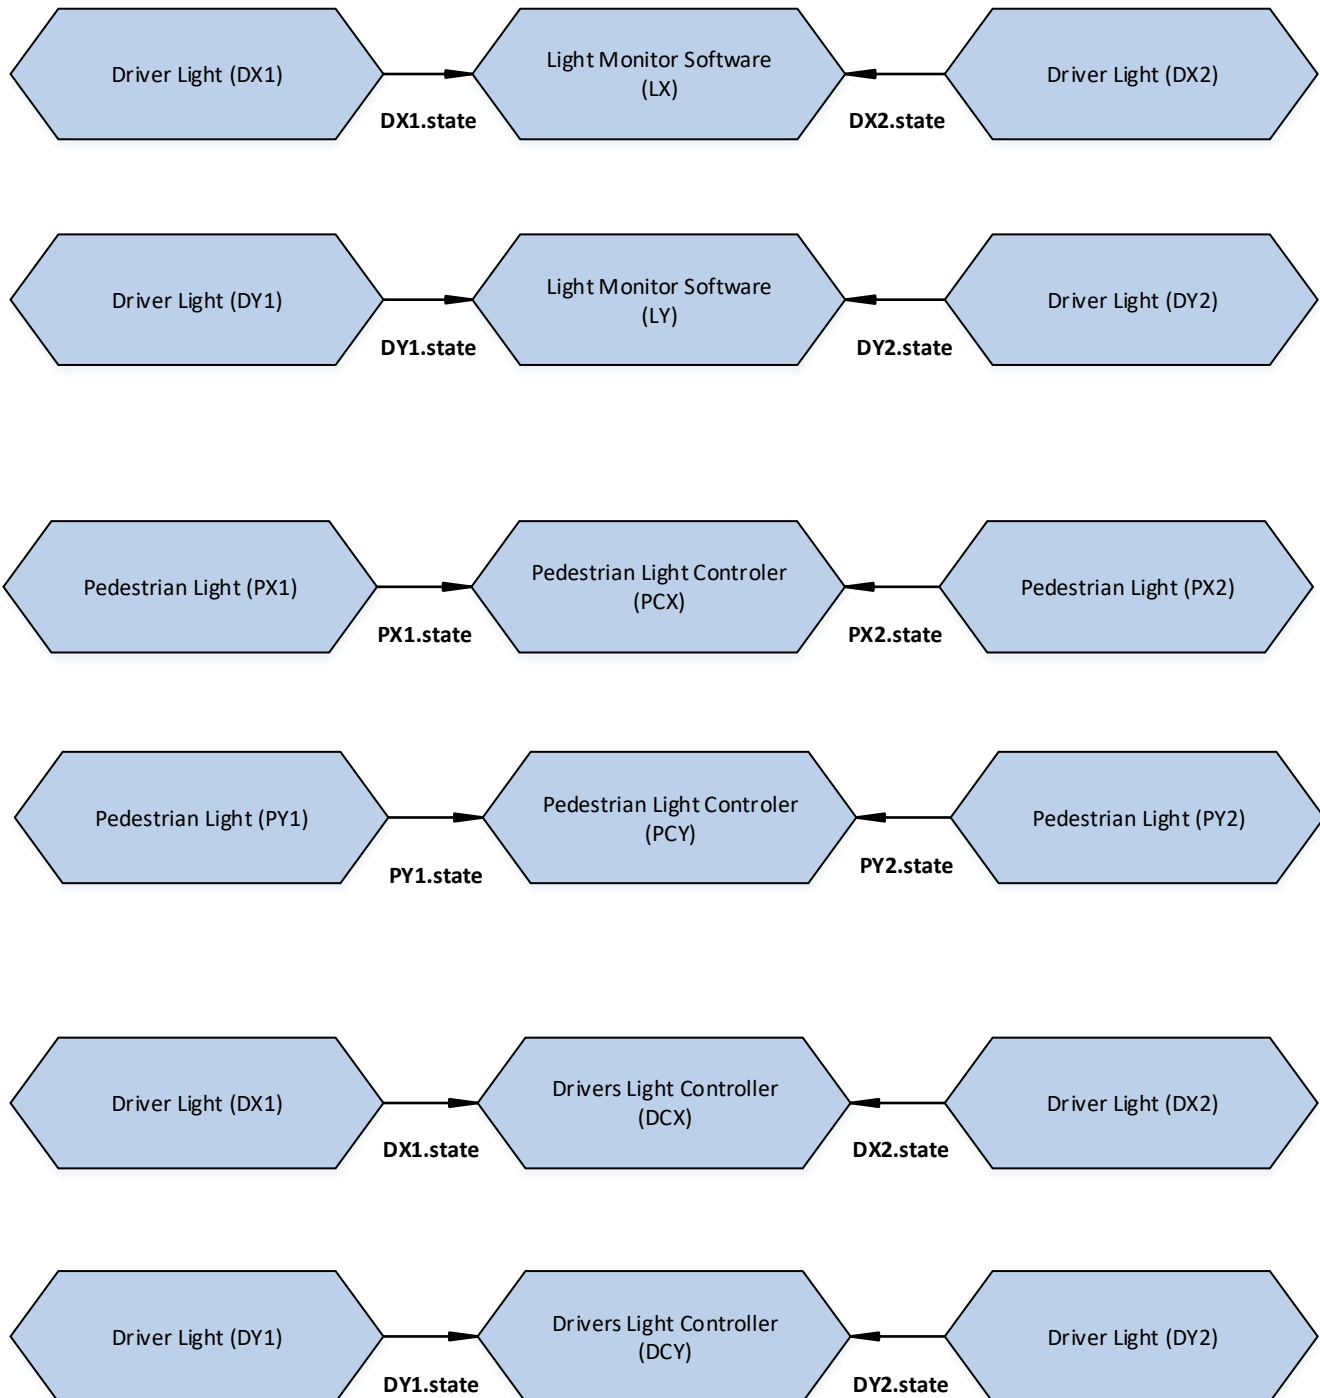 Driver Light (DX1)
Light Monitor Software
(LX)
Driver Light (DX2)
DX1.state
DX2.state
Driver Light (DY1)
Light Monitor Software
(LY)
Driver Light (DY2)
DY1.state
DY2.state
Pedestrian Light (PX1)
Pedestrian Light Controler
(PCX)
Pedestrian Light (PX2)
PX1.state
PX2.state
Pedestrian Light (PY1)
Pedestrian Light Controler
(PCY)
Pedestrian Light (PY2)
PY1.state
PY2.state
Driver Light (DX1)
Drivers Light Controller
(DCX)
Driver Light (DX2)
DX1.state
DX2.state
Driver Light (DY1)
Drivers Light Controller
(DCY)
Driver Light (DY2)
DY1.state
DY2.state